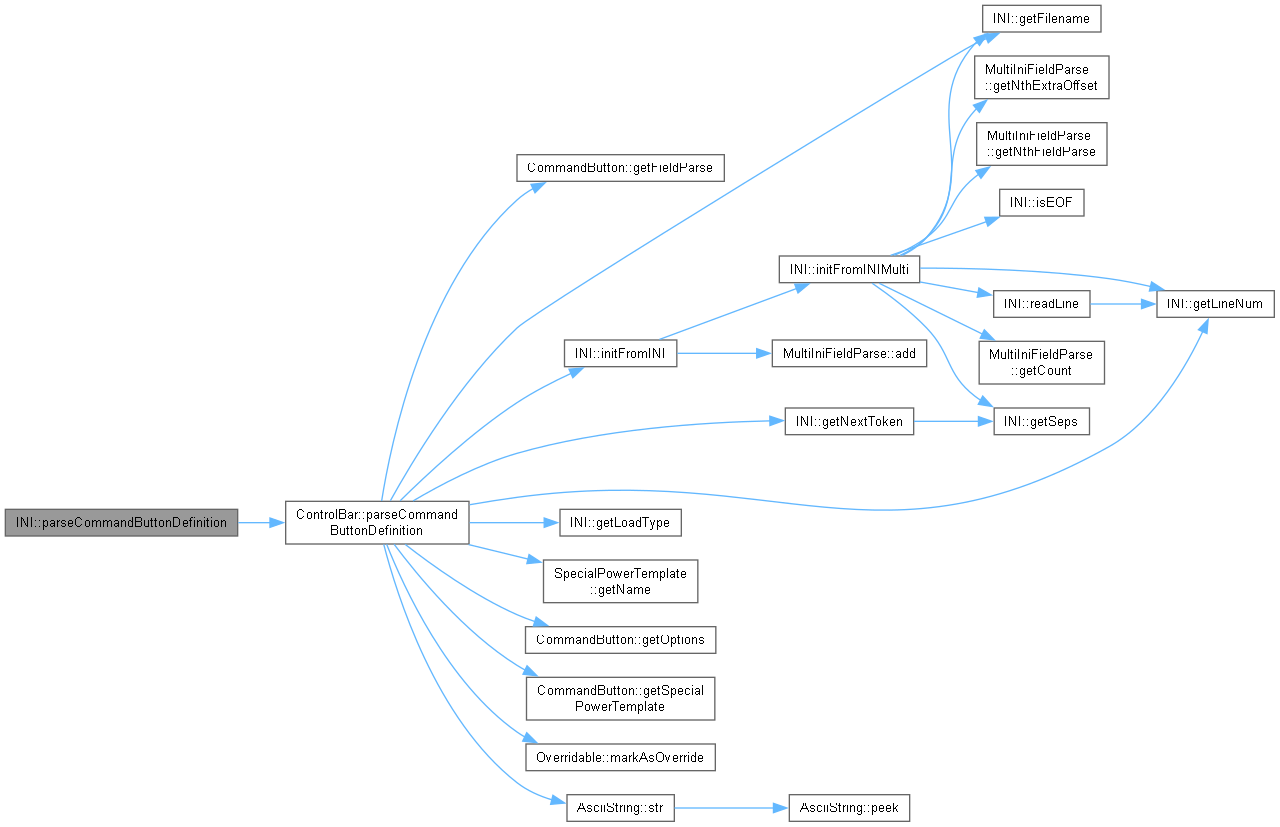 INI::getFilename
MultiIniFieldParse
::getNthExtraOffset
MultiIniFieldParse
::getNthFieldParse
CommandButton::getFieldParse
INI::isEOF
INI::initFromINIMulti
INI::readLine
INI::getLineNum
INI::initFromINI
MultiIniFieldParse::add
MultiIniFieldParse
::getCount
INI::getNextToken
INI::getSeps
INI::parseCommandButtonDefinition
ControlBar::parseCommand
ButtonDefinition
INI::getLoadType
SpecialPowerTemplate
::getName
CommandButton::getOptions
CommandButton::getSpecial
PowerTemplate
Overridable::markAsOverride
AsciiString::str
AsciiString::peek